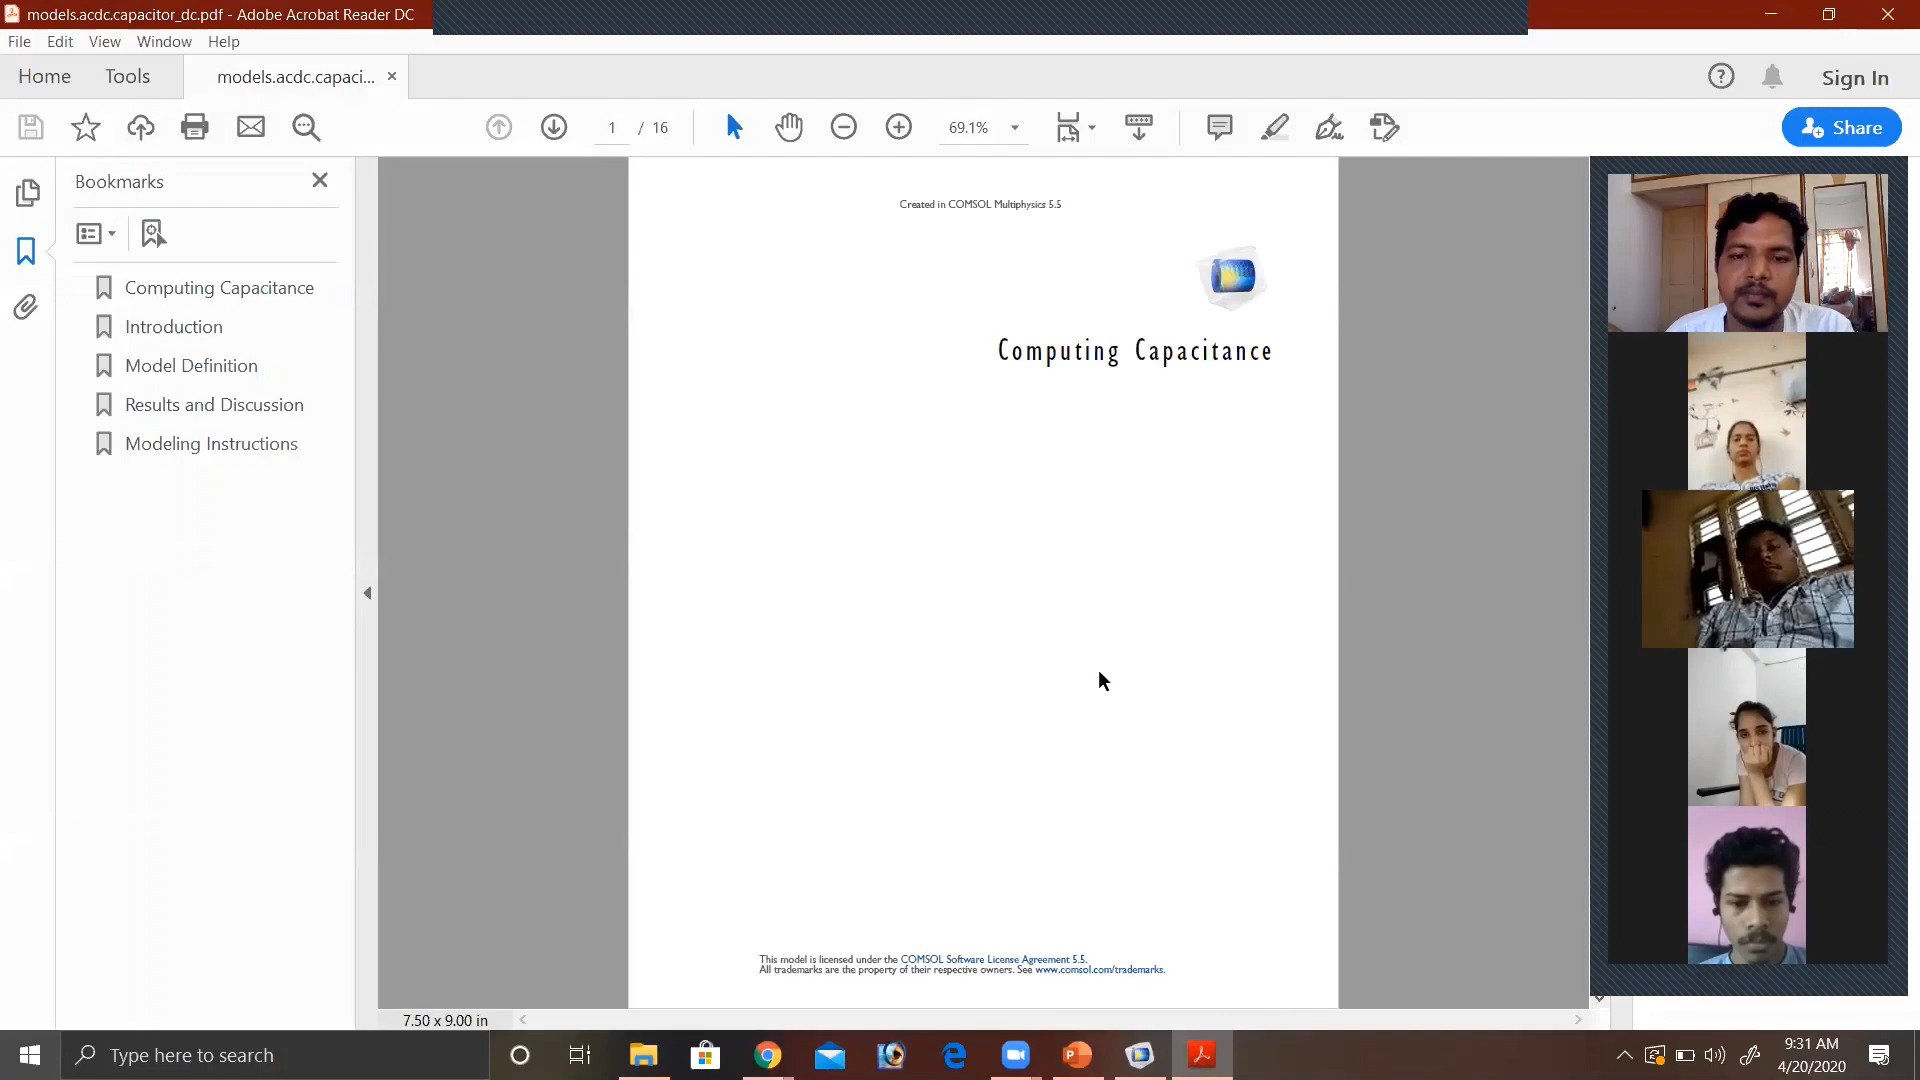 models.acdc.capacitor_dc.pdf - Adobe Acrobat Reader DC
File Edit View Window Help
Home Tools models.acdc.capaci... Sign In
1 / 16 69.1% Share
Bookmarks
Computing Capacitance
Introduction
Model Definition
Results and Discussion
Modeling Instructions
Created in COMSOL Multiphysics 5.5
Computing Capacitance
This model is licensed under the COMSOL Software License Agreement 5.5.
All trademarks are the property of their respective owners. See www.comsol.com/trademarks.
7.50 x 9.00 in
Type here to search
9:31 AM
4/20/2020